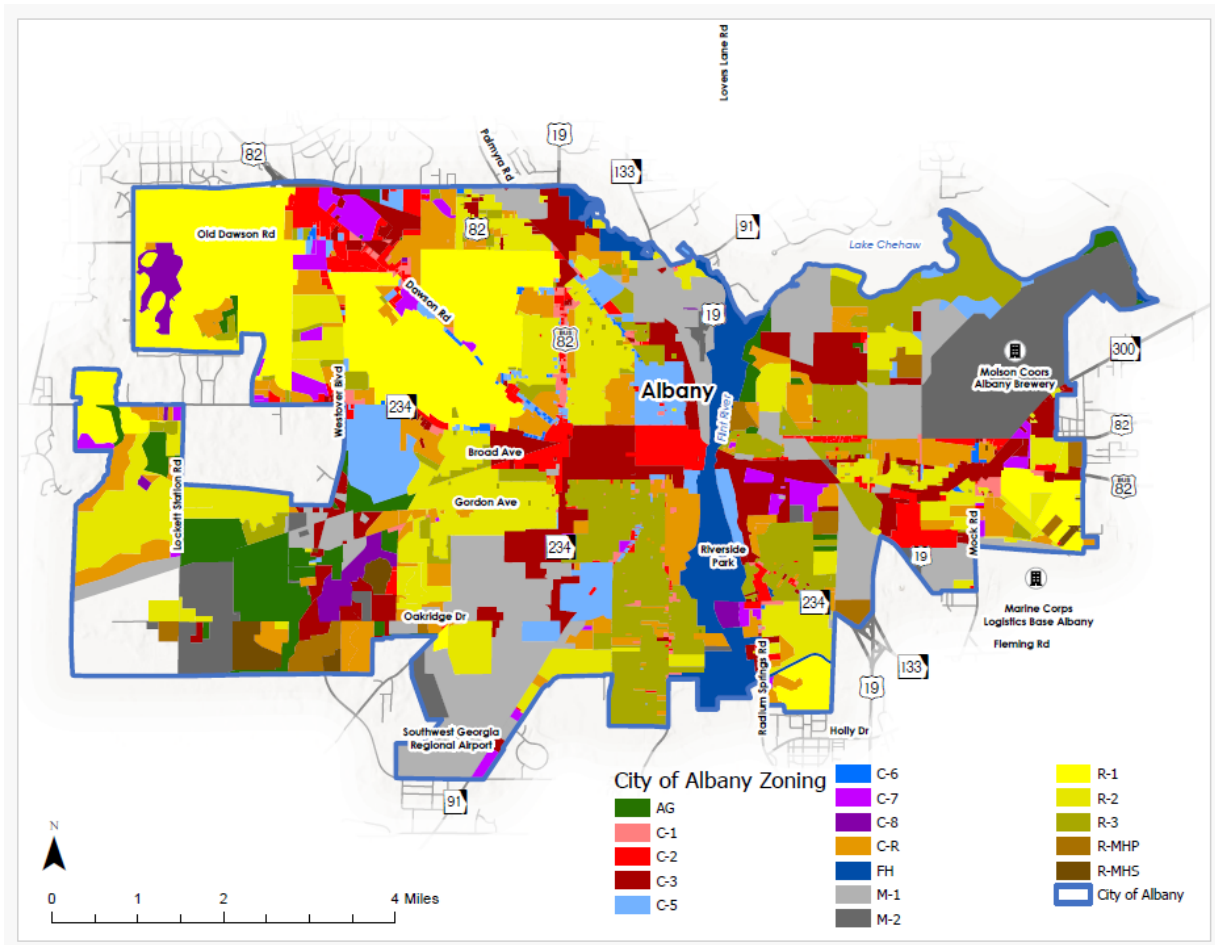 Lovers Lane Rd
Palmyra Rd
19
82
133
91
Old Dawson Rd
82
Lake Chehaw
Dawson Rd
19
BUS
82
300
Molson Coors
Albany Brewery
Westover Blvd
Albany
234
Flint River
82
Broad Ave
BUS
82
Gordon Ave
Lockett Station Rd
Mock Rd
234
Riverside
Park
19
234
Oakridge Dr
Marine Corps
Logistics Base Albany
Fleming Rd
133
Radium Springs Rd
19
Southwest Georgia
Regional Airport
Holly Dr
91
City of Albany Zoning
AG
C-1
C-2
C-3
C-5
C-6
C-7
C-8
C-R
FH
M-1
M-2
R-1
R-2
R-3
R-MHP
R-MHS
City of Albany
N
0 1 2 4 Miles